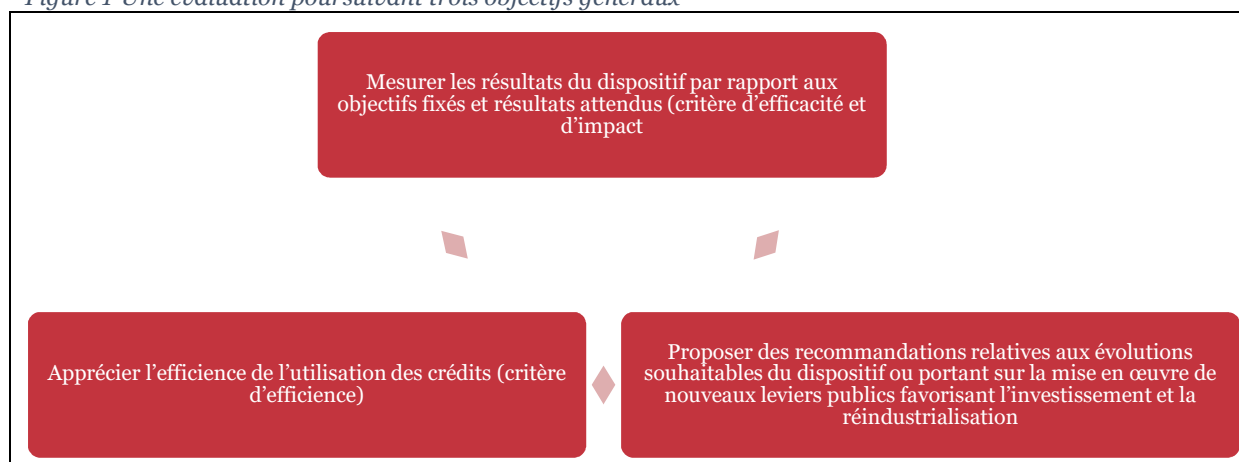 Figure 1 Une évaluation poursuivant trois objectifs généraux
Mesurer les résultats du dispositif par rapport aux
objectifs fixés et résultats attendus (critère d’efficacité et
d’impact
Apprécier l’efficience de l’utilisation des crédits (critère
d’efficience)
Proposer des recommandations relatives aux évolutions
souhaitables du dispositif ou portant sur la mise en œuvre de
nouveaux leviers publics favorisant l’investissement et la
réindustrialisation